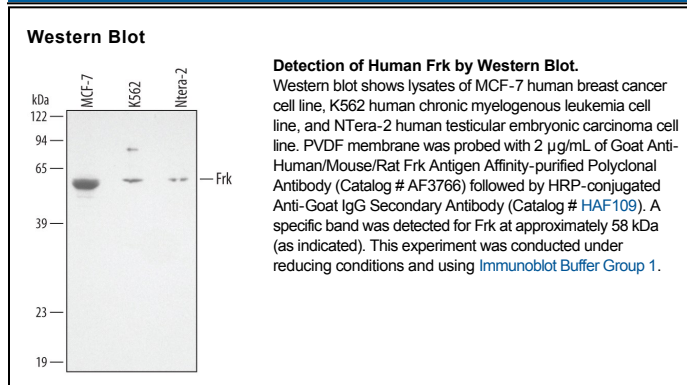 Western Blot
MCF-7
K562
Ntera-2
kDa
122
94
65
Frk
39
23
19
Detection of Human Frk by Western Blot.
Western blot shows lysates of MCF-7 human breast cancer
cell line, K562 human chronic myelogenous leukemia cell
line, and NTera-2 human testicular embryonic carcinoma cell
line. PVDF membrane was probed with 2 µg/mL of Goat Anti-
Human/Mouse/Rat Frk Antigen Affinity-purified Polyclonal
Antibody (Catalog # AF3766) followed by HRP-conjugated
Anti-Goat IgG Secondary Antibody (Catalog # HAF109). A
specific band was detected for Frk at approximately 58 kDa
(as indicated). This experiment was conducted under
reducing conditions and using Immunoblot Buffer Group 1.